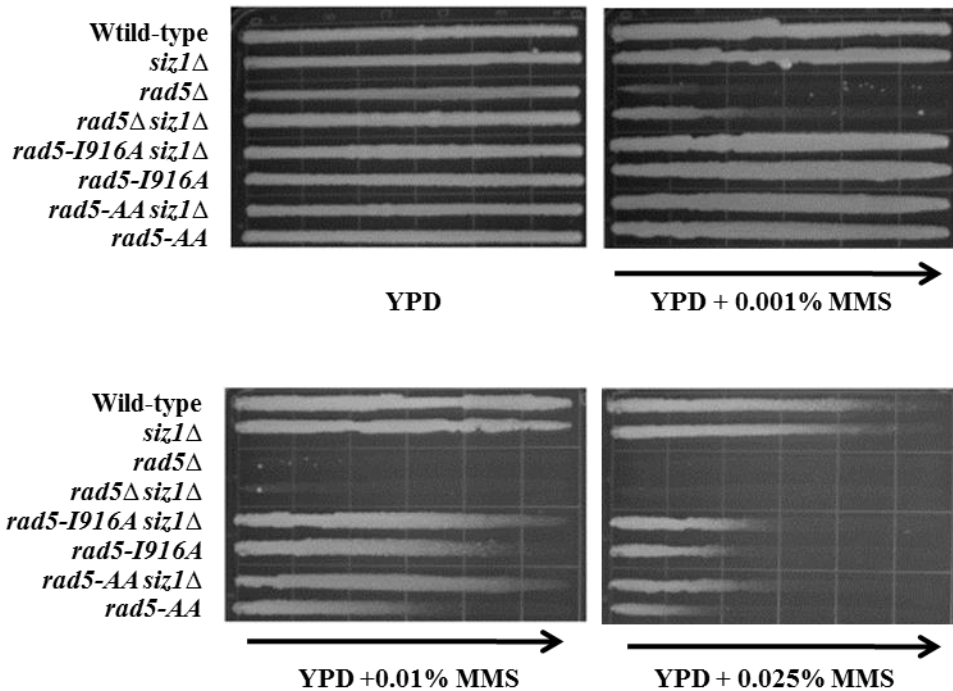 Wtild-type
siz1Δ
rad5Δ
rad5Δ siz1Δ
rad5-I916A siz1Δ
rad5-I916A
rad5-AA siz1Δ
rad5-AA
YPD
YPD + 0.001% MMS
Wild-type
siz1Δ
rad5Δ
rad5Δ siz1Δ
rad5-I916A siz1Δ
rad5-I916A
rad5-AA siz1Δ
rad5-AA
YPD +0.01% MMS
YPD + 0.025% MMS